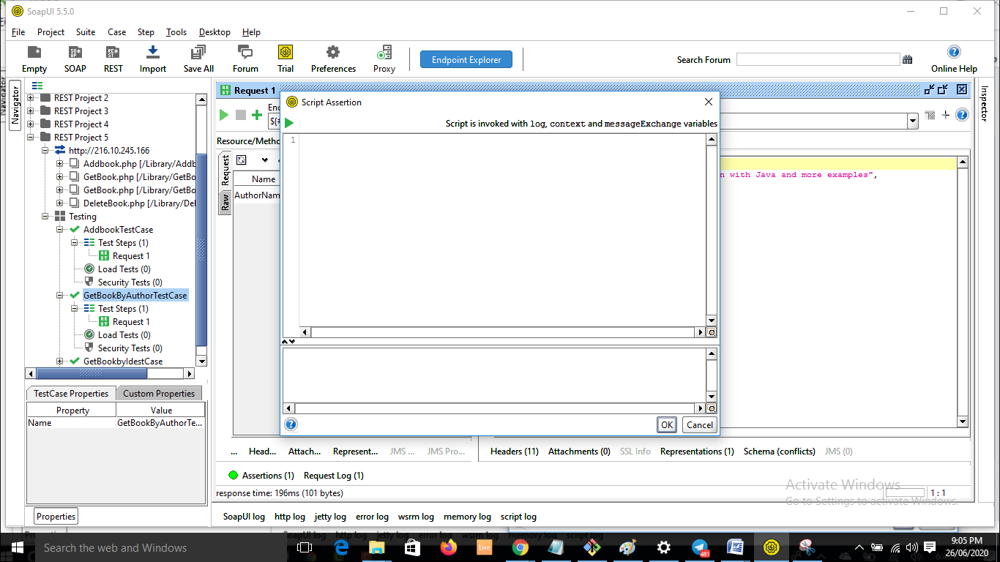 SoapUI 5.5.0
File Project Suite Case Step Tools Desktop Help
Empty SOAP REST Import Save All Forum Trial Preferences Proxy Endpoint Explorer Search Forum Online Help
Navigator
REST Project 2
REST Project 3
REST Project 4
REST Project 5
http://216.10.245.166
Addbook.php [/Library/Addb
GetBook.php [/Library/GetBo
GetBook.php [/Library/GetBo
DeleteBook.php [/Library/Del
Testing
AddbookTestCase
Test Steps (1)
Request 1
Load Tests (0)
Security Tests (0)
GetBookByAuthorTestCase
Test Steps (1)
Request 1
Load Tests (0)
Security Tests (0)
GetBookbyIdestCase
TestCase Properties Custom Properties
Property Value
Name GetBookByAuthorTe...
Properties
Request 1
Resource/Metho
Request
Raw
Name
AuthorNam
Script Assertion
Script is invoked with log, context and messageExchange variables
1
OK Cancel
n with Java and more examples",
Inspector
... Head... Attach... Represent... JMS ... JMS Pro...
Headers (11) Attachments (0) SSL Info Representations (1) Schema (conflicts) JMS (0)
Assertions (1) Request Log (1)
response time: 196ms (101 bytes)
1 : 1
Activate Windows
Go to Settings to activate Windows.
SoapUI log http log jetty log error log wsrm log memory log script log
Search the web and Windows
Live
481
9:05 PM
26/06/2020